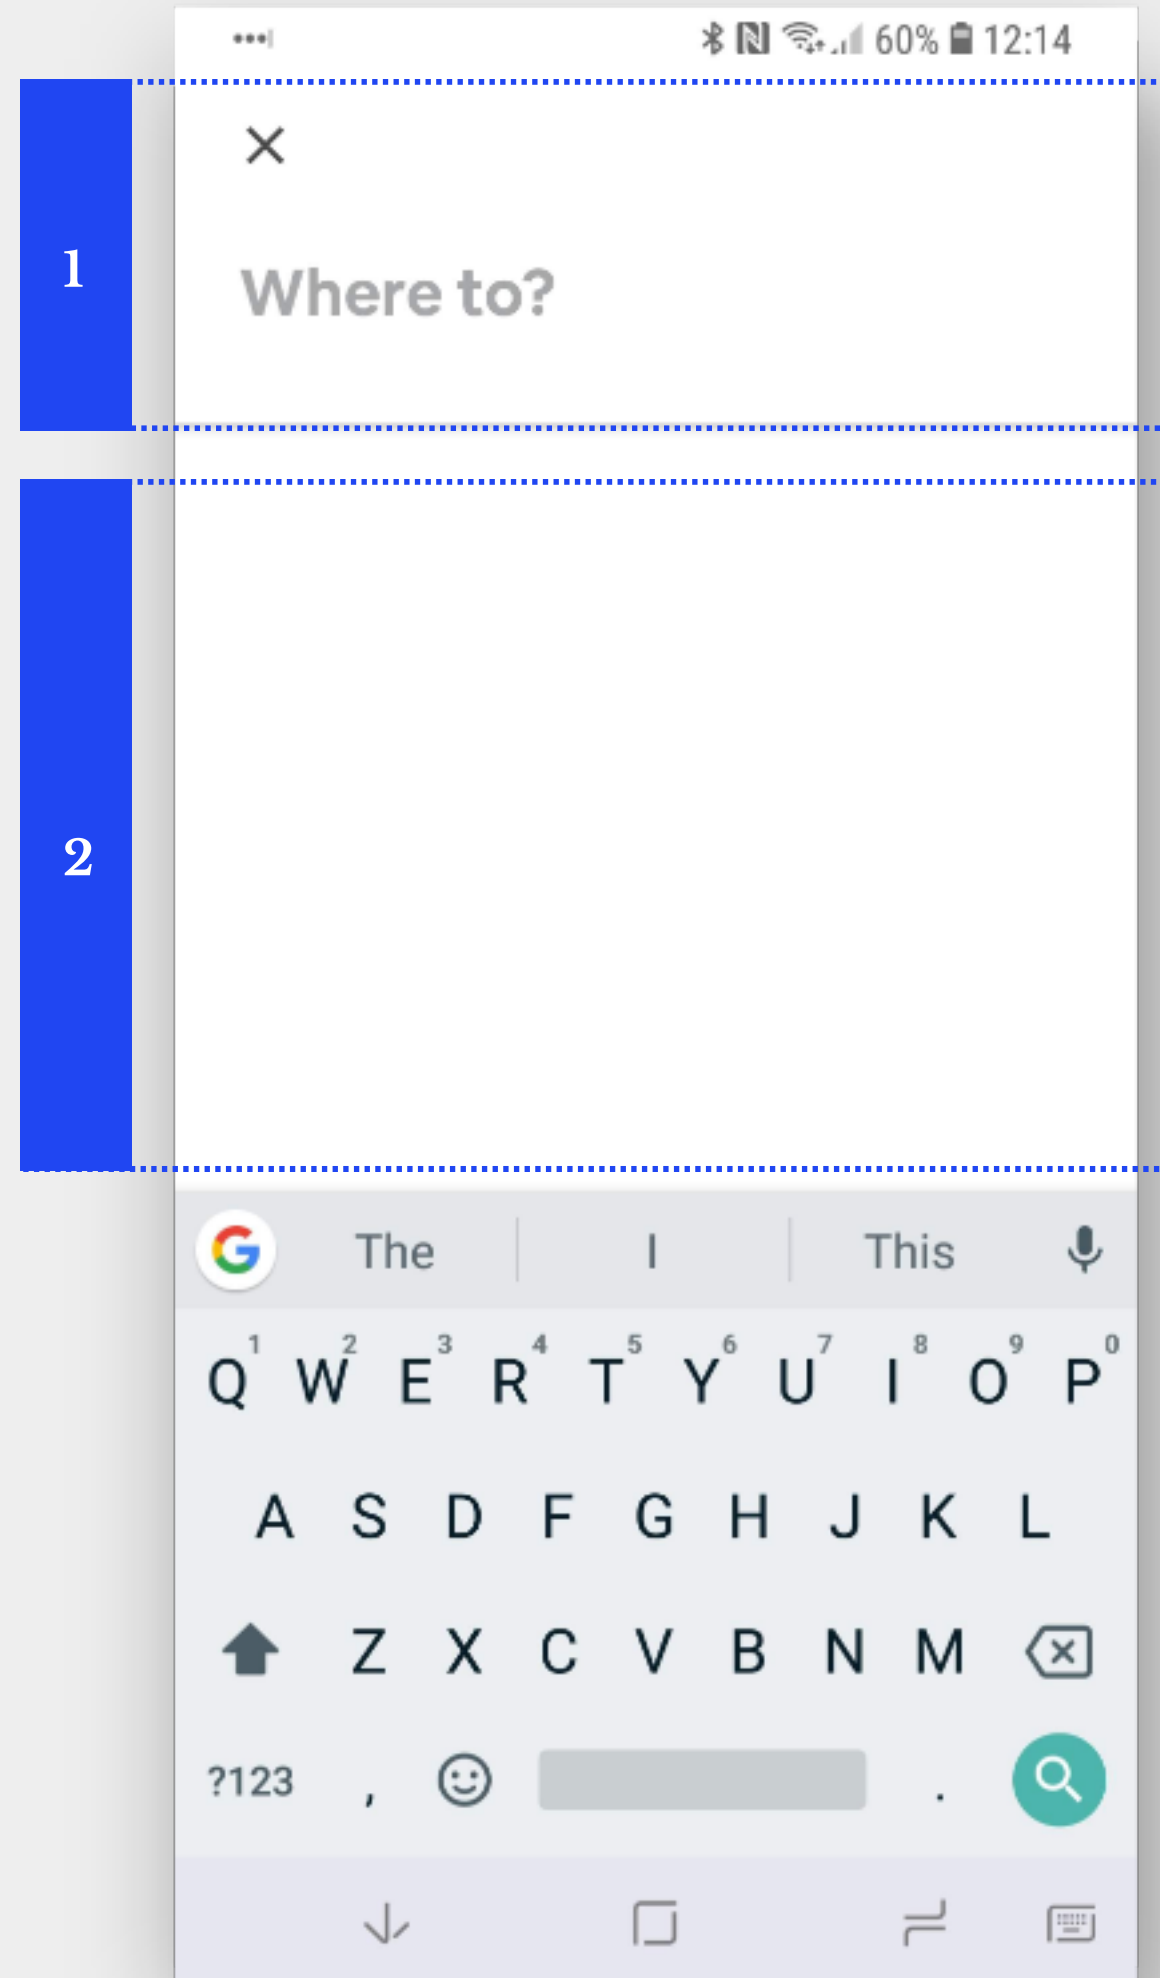 60% 12:14
1
Where to?
2
G The I This
1 2 3 4 5 6 7 8 9 0
Q W E R T Y U I O P
A S D F G H J K L
Z X C V B N M
?123 , .